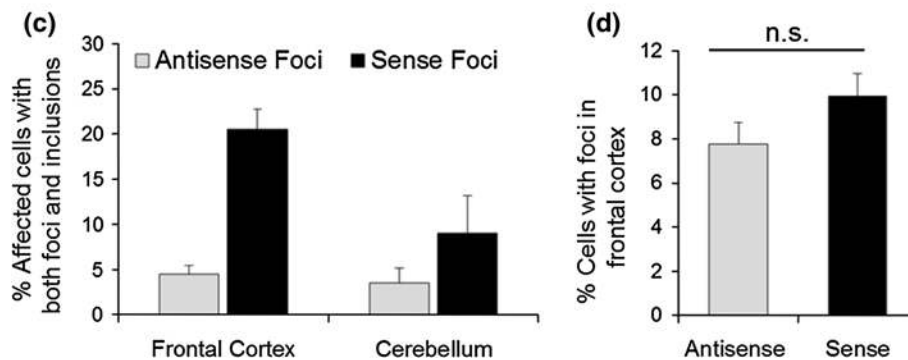 (c)
% Affected cells with
both foci and inclusions
30
25
20
15
10
5
0
Antisense Foci
Sense Foci
Frontal Cortex
Cerebellum
(d)
% Cells with foci in
frontal cortex
12
10
8
6
4
2
0
n.s.
Antisense
Sense